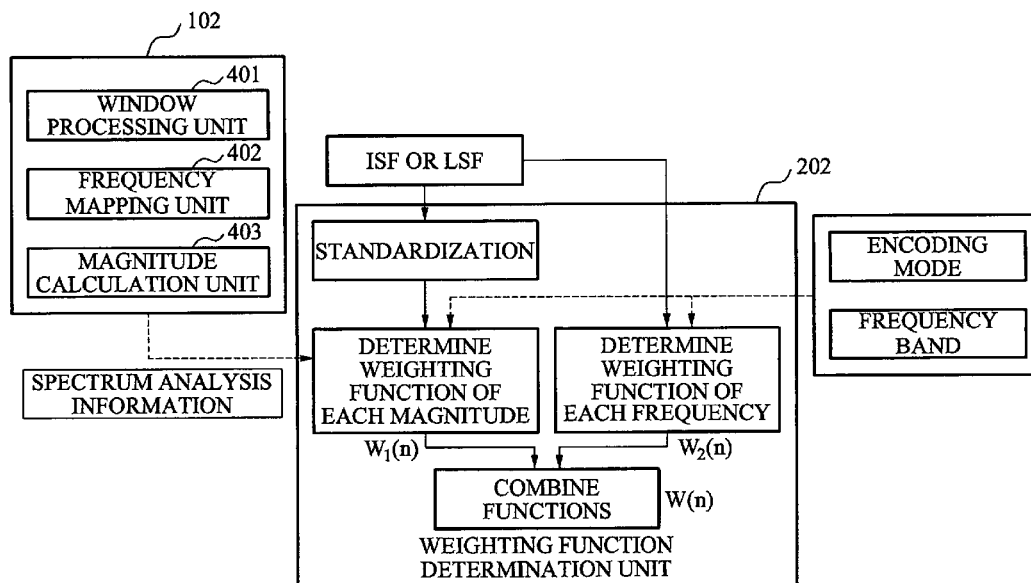 102
401
WINDOW
PROCESSING UNIT
402
FREQUENCY
MAPPING UNIT
403
MAGNITUDE
CALCULATION UNIT
SPECTRUM ANALYSIS
INFORMATION
ISF OR LSF
202
STANDARDIZATION
DETERMINE
WEIGHTING
FUNCTION OF
EACH MAGNITUDE
DETERMINE
WEIGHTING
FUNCTION OF
EACH FREQUENCY
W₁(n)
W₂(n)
COMBINE
FUNCTIONS
W(n)
WEIGHTING FUNCTION
DETERMINATION UNIT
ENCODING
MODE
FREQUENCY
BAND